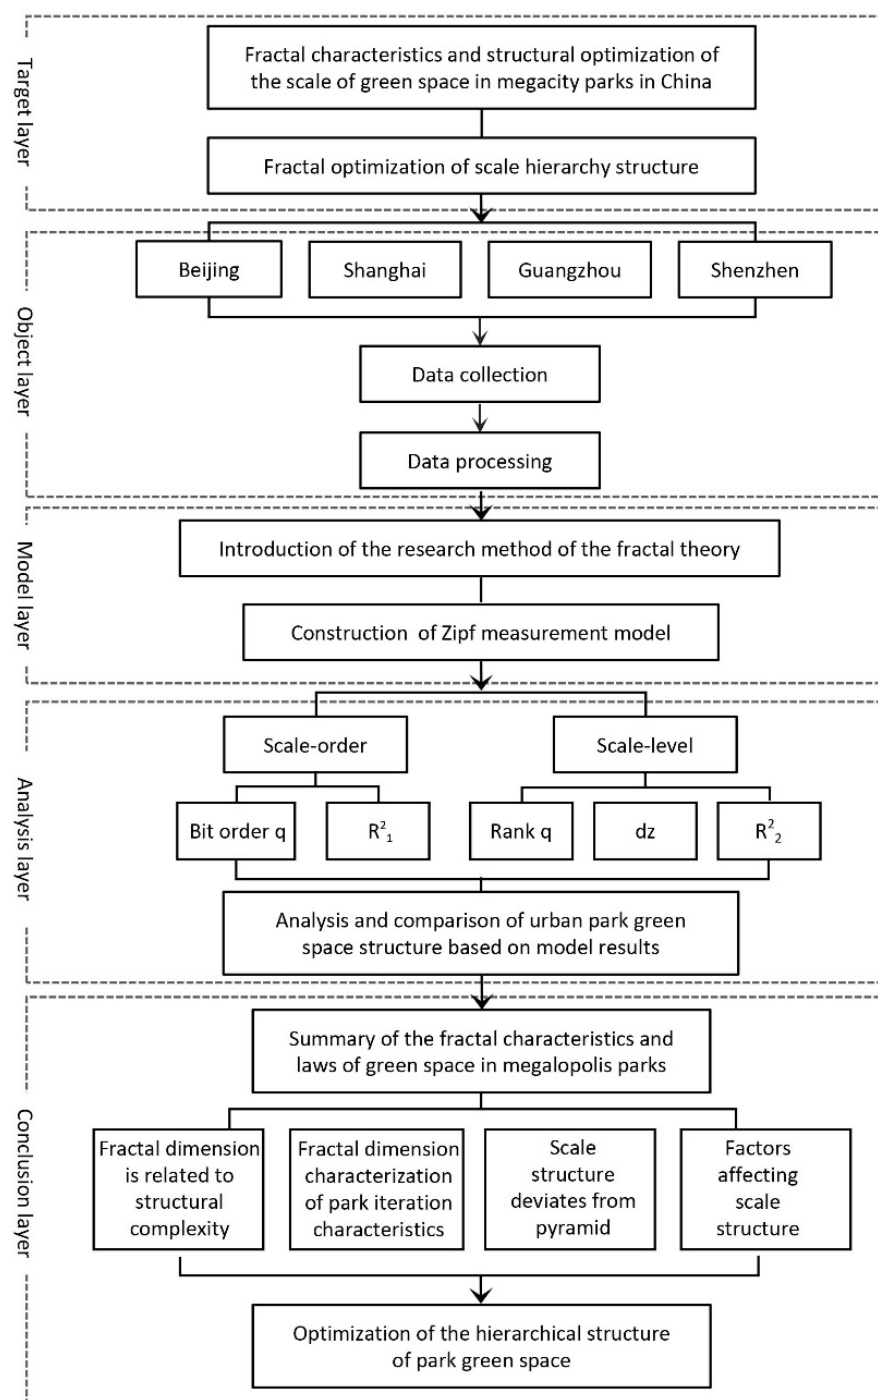 Target layer
Fractal characteristics and structural optimization of
the scale of green space in megacity parks in China
Fractal optimization of scale hierarchy structure
Object layer
Beijing
Shanghai
Guangzhou
Shenzhen
Data collection
Data processing
Model layer
Introduction of the research method of the fractal theory
Construction of Zipf measurement model
Analysis layer
Scale-order
Scale-level
Bit order q
R²₁
Rank q
dz
R²₂
Analysis and comparison of urban park green
space structure based on model results
Conclusion layer
Summary of the fractal characteristics and
laws of green space in megalopolis parks
Fractal dimension
is related to
structural
complexity
Fractal dimension
characterization
of park iteration
characteristics
Scale
structure
deviates from
pyramid
Factors
affecting
scale
structure
Optimization of the hierarchical structure
of park green space